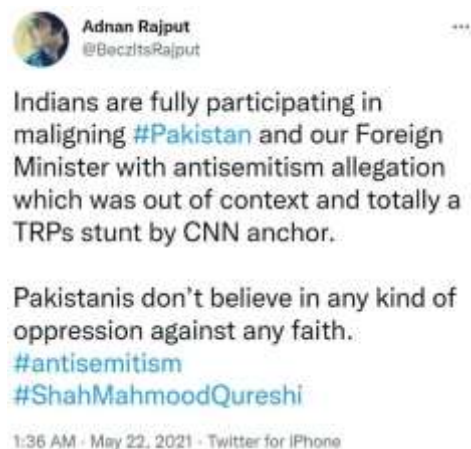 Adnan Rajput
@BeczItsRajput
Indians are fully participating in
maligning #Pakistan and our Foreign
Minister with antisemitism allegation
which was out of context and totally a
TRPs stunt by CNN anchor.
Pakistanis don't believe in any kind of
oppression against any faith.
#antisemitism
#ShahMahmoodQureshi
1:36 AM · May 22, 2021 · Twitter for iPhone